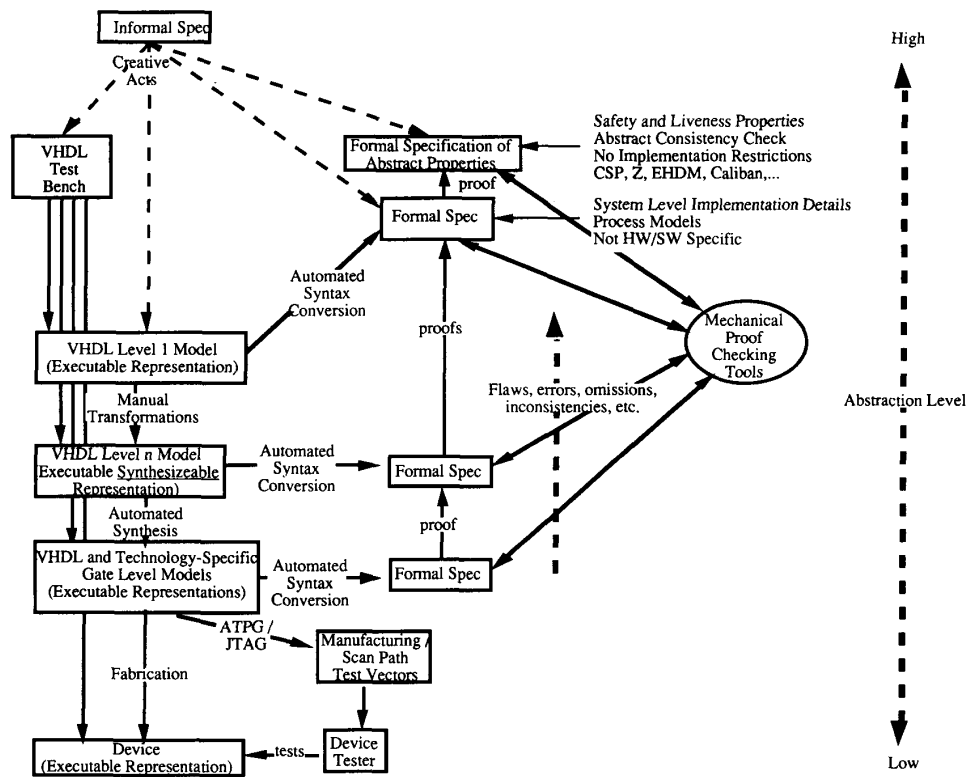 Informal Spec
High
Creative
Acts
VHDL
Test
Bench
Formal Specification of
Abstract Properties
Safety and Liveness Properties
Abstract Consistency Check
No Implementation Restrictions
CSP, Z, EHDM, Caliban,...
proof
Formal Spec
System Level Implementation Details
Process Models
Not HW/SW Specific
Automated
Syntax
Conversion
proofs
Mechanical
Proof
Checking
Tools
VHDL Level 1 Model
(Executable Representation)
Flaws, errors, omissions,
inconsistencies, etc.
Abstraction Level
Manual
Transformations
VHDL Level n Model
Executable Synthesizeable
Representation)
Automated
Syntax
Conversion
Formal Spec
Automated
Synthesis
proof
VHDL and Technology-Specific
Gate Level Models
(Executable Representations)
Automated
Syntax
Conversion
Formal Spec
ATPG /
JTAG
Manufacturing /
Scan Path
Test Vectors
Fabrication
Device
(Executable Representation)
tests
Device
Tester
Low